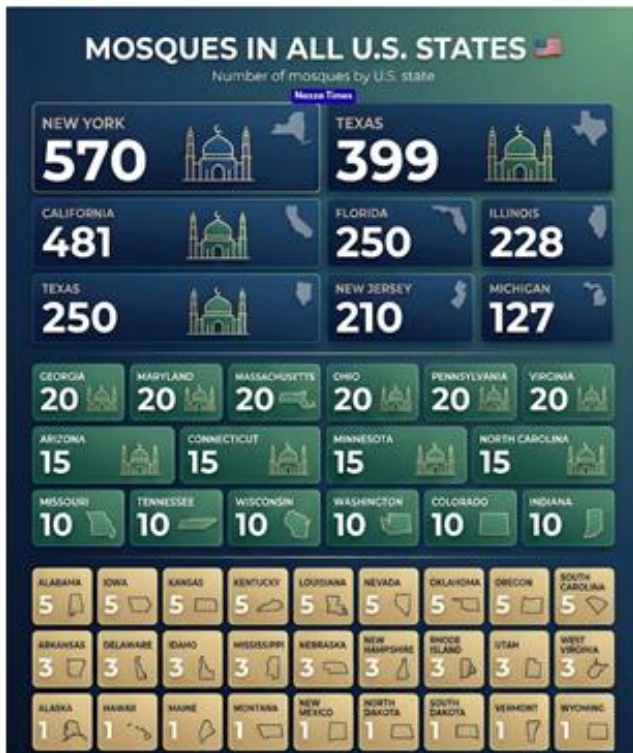 MOSQUES IN ALL U.S. STATES
Number of mosques by U.S. state
Nazza Times
NEW YORK
570
TEXAS
399
CALIFORNIA
481
FLORIDA
250
ILLINOIS
228
TEXAS
250
NEW JERSEY
210
MICHIGAN
127
GEORGIA
20
MARYLAND
20
MASSACHUSETTS
20
OHIO
20
PENNSYLVANIA
20
VIRGINIA
20
ARIZONA
15
CONNECTICUT
15
MINNESOTA
15
NORTH CAROLINA
15
MISSOURI
10
TENNESSEE
10
WISCONSIN
10
WASHINGTON
10
COLORADO
10
INDIANA
10
ALABAMA
5
IOWA
5
KANSAS
5
KENTUCKY
5
LOUISIANA
5
NEVADA
5
OKLAHOMA
5
OREGON
5
SOUTH
CAROLINA
5
ARKANSAS
3
DELAWARE
3
IDAHO
3
MISSISSIPPI
3
NEBRASKA
3
NEW
HAMPSHIRE
3
RHODE
ISLAND
3
UTAH
3
WEST
VIRGINIA
3
ALASKA
1
HAWAII
1
MAINE
1
MONTANA
1
NEW
MEXICO
1
NORTH
DAKOTA
1
SOUTH
DAKOTA
1
VERMONT
1
WYOMING
1